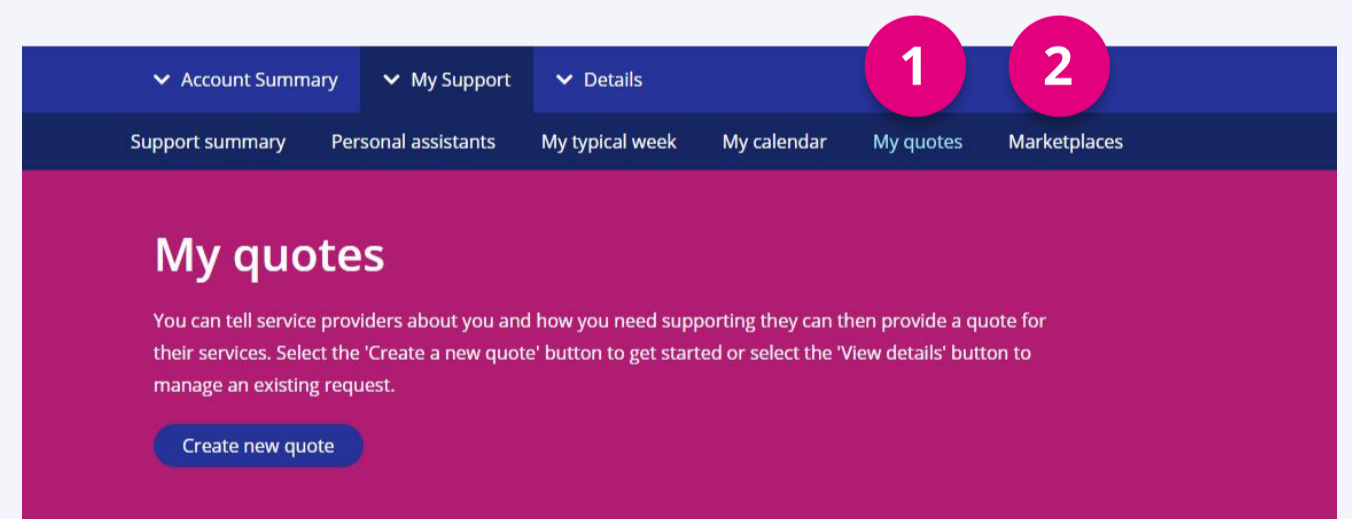 1 2
Account Summary My Support Details
Support summary Personal assistants My typical week My calendar My quotes Marketplaces
My quotes
You can tell service providers about you and how you need supporting they can then provide a quote for
their services. Select the 'Create a new quote' button to get started or select the 'View details' button to
manage an existing request.
Create new quote